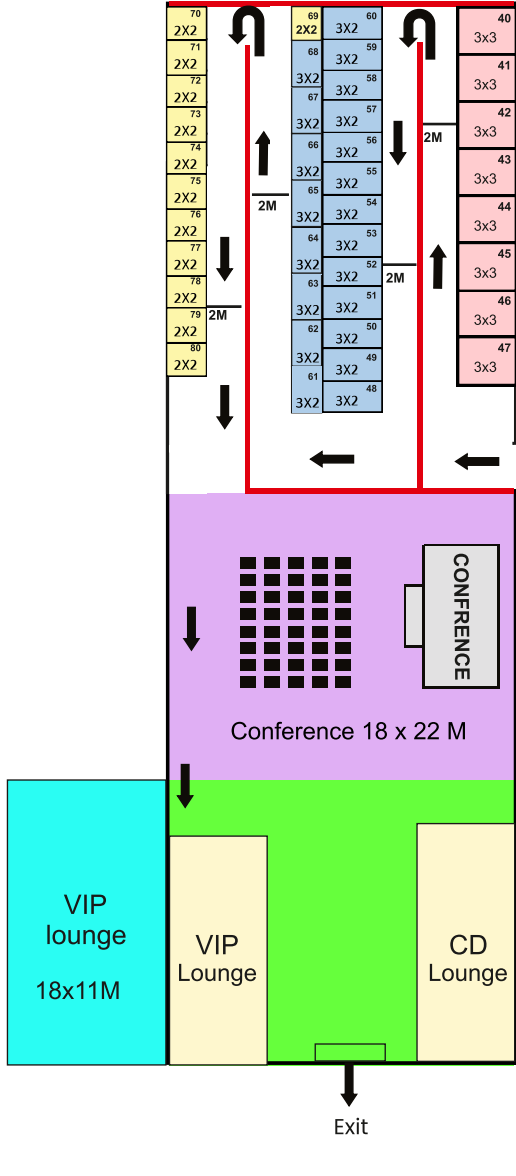 70
2X2
71
2X2
72
2X2
73
2X2
74
2X2
75
2X2
76
2X2
77
2X2
78
2X2
79
2X2
80
2X2
2M
2M
69
2X2
68
3X2
67
3X2
66
3X2
65
3X2
64
3X2
63
3X2
62
3X2
61
3X2
60
3X2
59
3X2
58
3X2
57
3X2
56
3X2
55
3X2
54
3X2
53
3X2
52
3X2
51
3X2
50
3X2
49
3X2
48
3X2
2M
2M
40
3x3
41
3x3
42
3x3
43
3x3
44
3x3
45
3x3
46
3x3
47
3x3
CONFRENCE
Conference 18 x 22 M
VIP
lounge
18x11M
VIP
Lounge
CD
Lounge
Exit